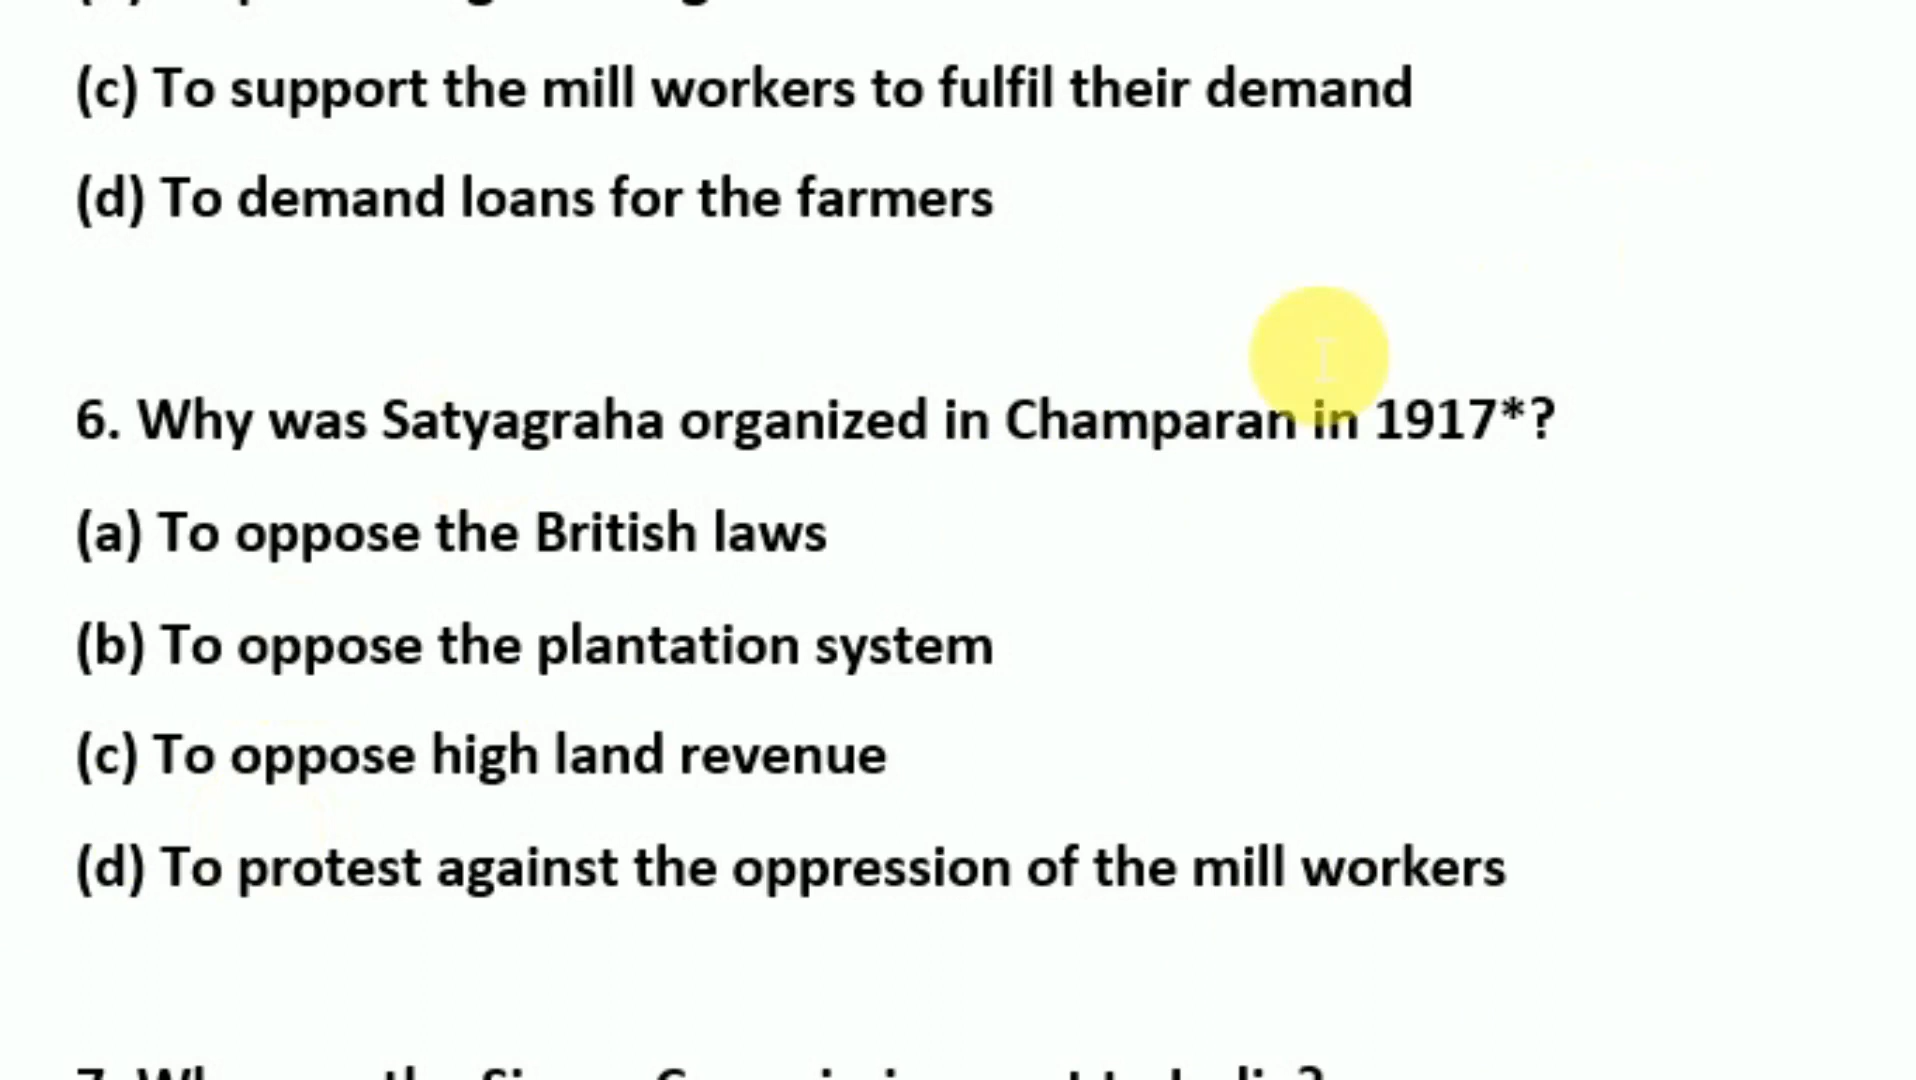 (c) To support the mill workers to fulfil their demand
(d) To demand loans for the farmers
6. Why was Satyagraha organized in Champaran in 1917*?
(a) To oppose the British laws
(b) To oppose the plantation system
(c) To oppose high land revenue
(d) To protest against the oppression of the mill workers